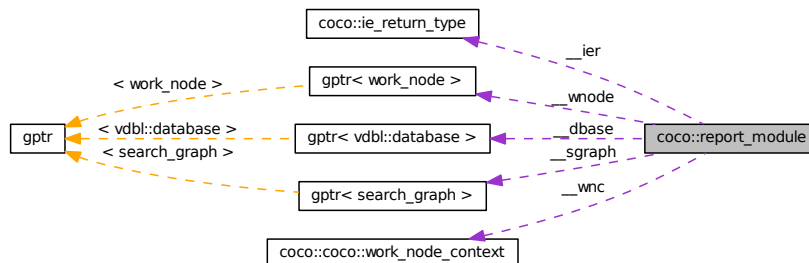 coco::ie_return_type
__ier
< work_node >
gptr< work_node >
__wnode
gptr
< vdbl::database >
gptr< vdbl::database >
__dbase
coco::report_module
< search_graph >
__sgraph
gptr< search_graph >
__wnc
coco::coco::work_node_context